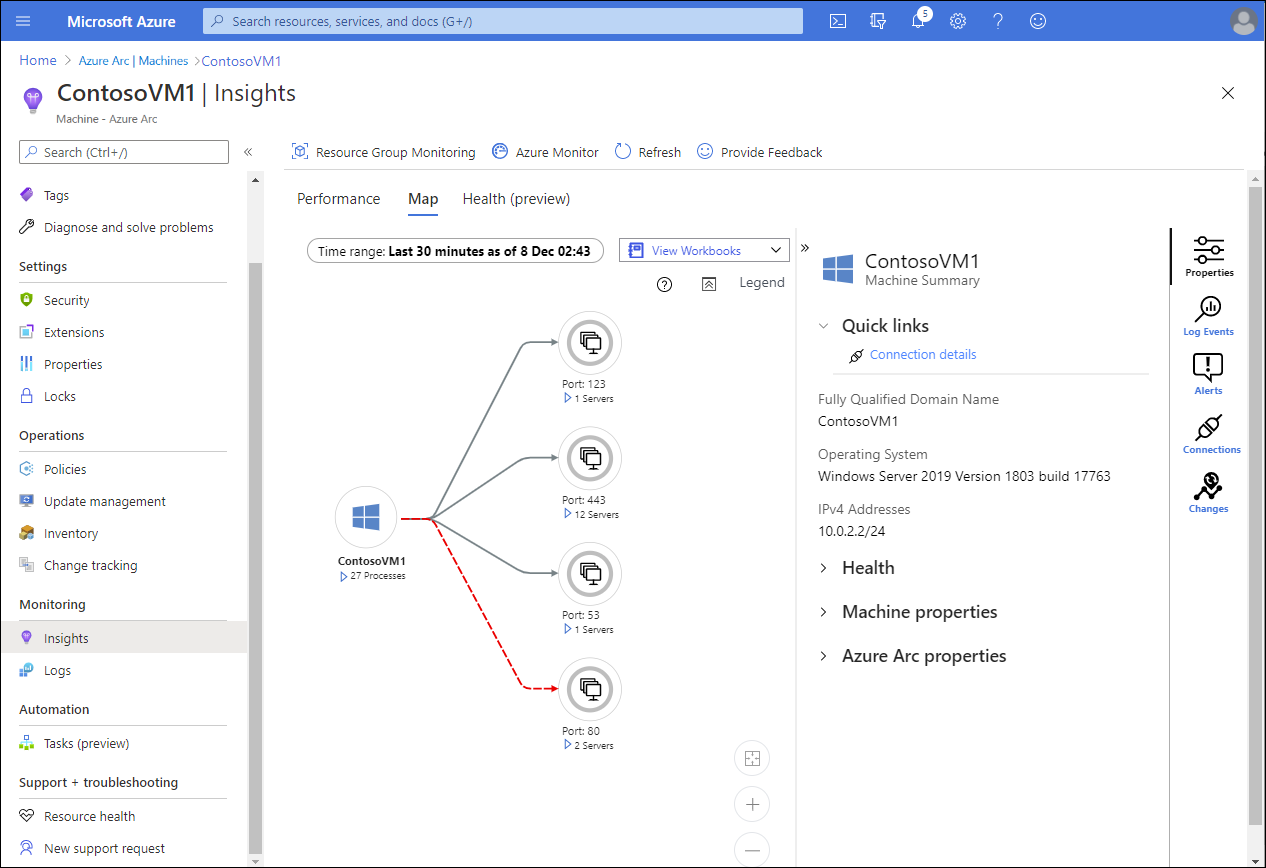 Microsoft Azure
Search resources, services, and docs (G+/)
5
Home > Azure Arc | Machines >ContosoVM1
ContosoVM1 | Insights
Machine - Azure Arc
Search (Ctrl+/)
«
Tags
Diagnose and solve problems
Settings
Security
Extensions
Properties
Locks
Operations
Policies
Update management
Inventory
Change tracking
Monitoring
Insights
Logs
Automation
Tasks (preview)
Support + troubleshooting
Resource health
New support request
Resource Group Monitoring
Azure Monitor
Refresh
Provide Feedback
Performance
Map
Health (preview)
Time range: Last 30 minutes as of 8 Dec 02:43
View Workbooks
Legend
ContosoVM1
27 Processes
Port: 123
1 Servers
Port: 443
12 Servers
Port: 53
1 Servers
Port: 80
2 Servers
»
ContosoVM1
Machine Summary
Quick links
Connection details
Fully Qualified Domain Name
ContosoVM1
Operating System
Windows Server 2019 Version 1803 build 17763
IPv4 Addresses
10.0.2.2/24
Health
Machine properties
Azure Arc properties
Properties
Log Events
Alerts
Connections
Changes